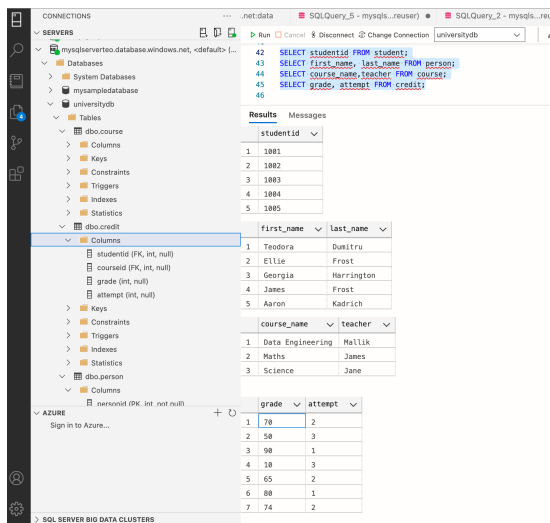 CONNECTIONS
...
.net:data
SQLQuery_5 - mysqls...reuser)
SQLQuery_2 - mysqls...reu
SERVERS
mysqlserverteo.database.windows.net, <default> (...
Databases
System Databases
mysampledatabase
universitydb
Tables
dbo.course
Columns
Keys
Constraints
Triggers
Indexes
Statistics
dbo.credit
Columns
studentid (FK, int, null)
courseid (FK, int, null)
grade (int, null)
attempt (int, null)
Keys
Constraints
Triggers
Indexes
Statistics
dbo.person
Columns
personid (PK, int, not null)
AZURE
Sign in to Azure...
SQL SERVER BIG DATA CLUSTERS
4
Run Cancel Disconnect Change Connection universitydb
42 SELECT studentid FROM student;
43 SELECT first_name, last_name FROM person;
44 SELECT course_name,teacher FROM course;
45 SELECT grade, attempt FROM credit;
46
Results Messages
studentid
1 1001
2 1002
3 1003
4 1004
5 1005
first_name last_name
1 Teodora Dumitru
2 Ellie Frost
3 Georgia Harrington
4 James Frost
5 Aaron Kadrich
course_name teacher
1 Data Engineering Mallik
2 Maths James
3 Science Jane
grade attempt
1 70 2
2 50 3
3 90 1
4 10 3
5 65 2
6 80 1
7 74 2